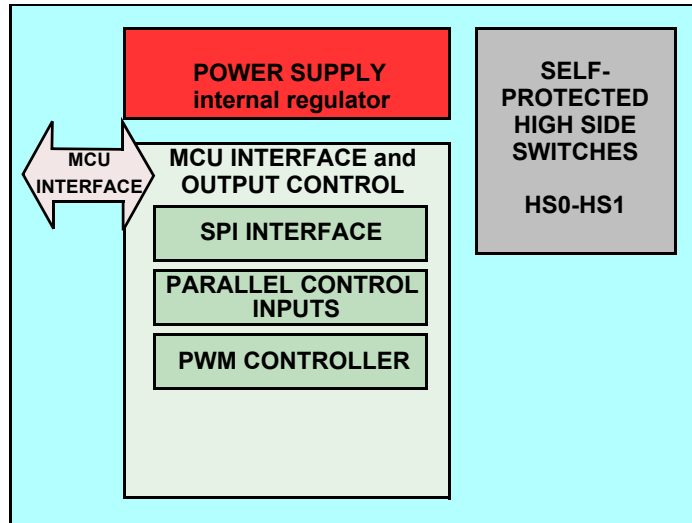 POWER SUPPLY
internal regulator
SELF-
PROTECTED
HIGH SIDE
SWITCHES
HS0-HS1
MCU
INTERFACE
MCU INTERFACE and
OUTPUT CONTROL
SPI INTERFACE
PARALLEL CONTROL
INPUTS
PWM CONTROLLER